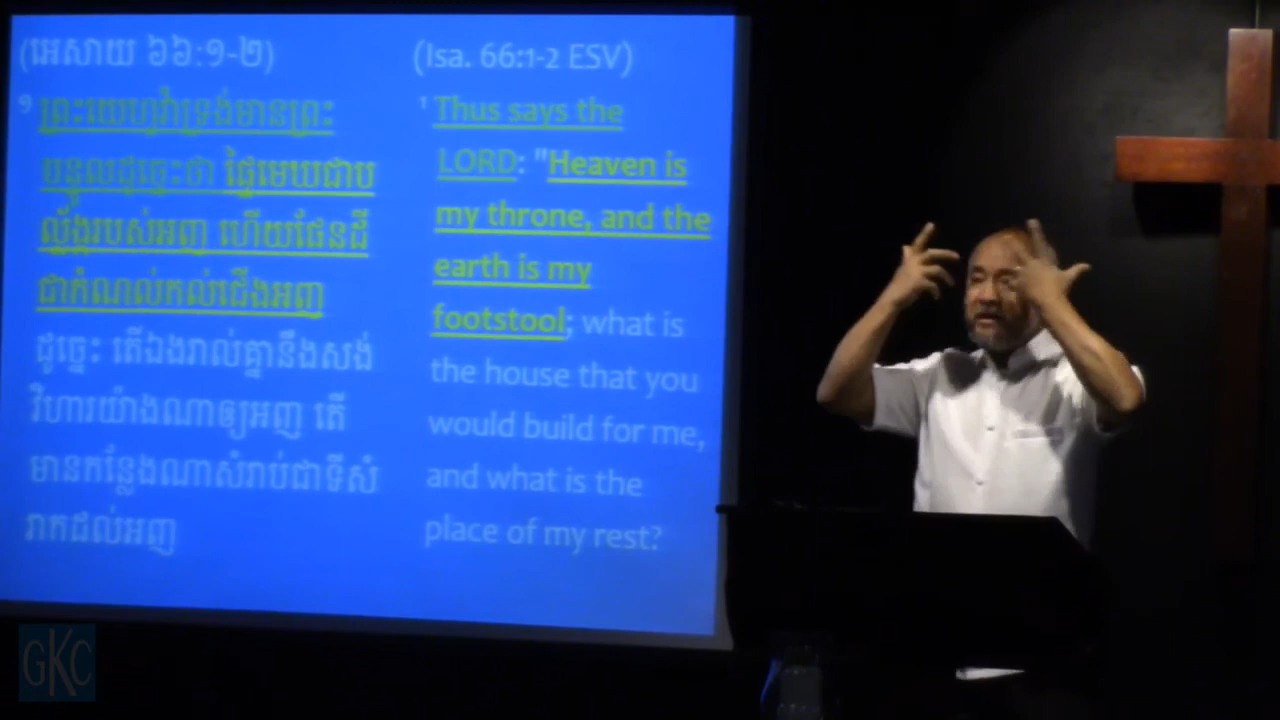 (អេសាយ ៦៦:១-២)
១ ព្រះយេហូវ៉ាទ្រង់មានព្រះ
បន្ទូលដូច្នេះថា ផ្ទៃមេឃជាប
ល្ល័ង្ករបស់អញ ហើយផែនដី
ជាកំណល់កល់ជើងអញ
ដូច្នេះ តើឯងរាល់គ្នានឹងសង់
វិហារយ៉ាងណាឲ្យអញ តើ
មានកន្លែងណាសំរាប់ជាទីសំ
រាកដល់អញ
(Isa. 66:1-2 ESV)
1 Thus says the
LORD: "Heaven is
my throne, and the
earth is my
footstool; what is
the house that you
would build for me,
and what is the
place of my rest?
GKC